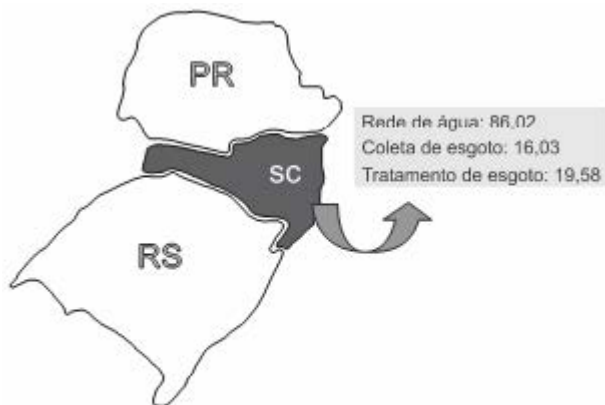 PR
Rede de água: 86,02
Coleta de esgoto: 16,03
SC
Tratamento de esgoto: 19,58
RS